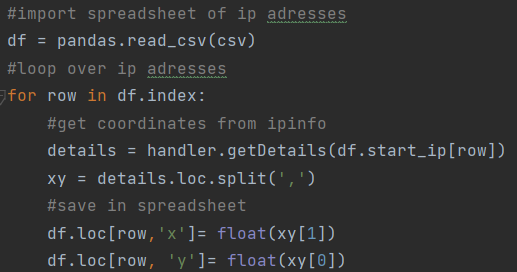 #import spreadsheet of ip adresses
df = pandas.read_csv(csv)
#loop over ip adresses
for row in df.index:
    #get coordinates from ipinfo
    details = handler.getDetails(df.start_ip[row])
    xy = details.loc.split(',')
    #save in spreadsheet
    df.loc[row,'x']= float(xy[1])
    df.loc[row, 'y']= float(xy[0])